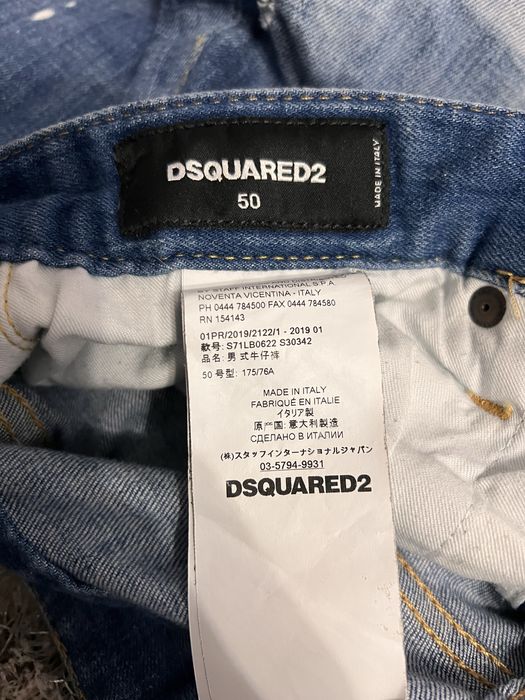 DSQUARED2
50
MADE IN ITALY
BY STAFF INTERNATIONAL S.P.A
NOVENTA VICENTINA - ITALY
PH 0444 784500 FAX 0444 784580
RN 154143
01PR/2019/2122/1 - 2019 01
款号: S71LB0622 S30342
品名: 男式牛仔裤
50 号型: 175/76A
MADE IN ITALY
FABRIQUÉ EN ITALIE
イタリア製
原产国: 意大利制造
СДЕЛАНО В ИТАЛИИ
(株)スタッフインターナショナルジャパン
03-5794-9931
DSQUARED2